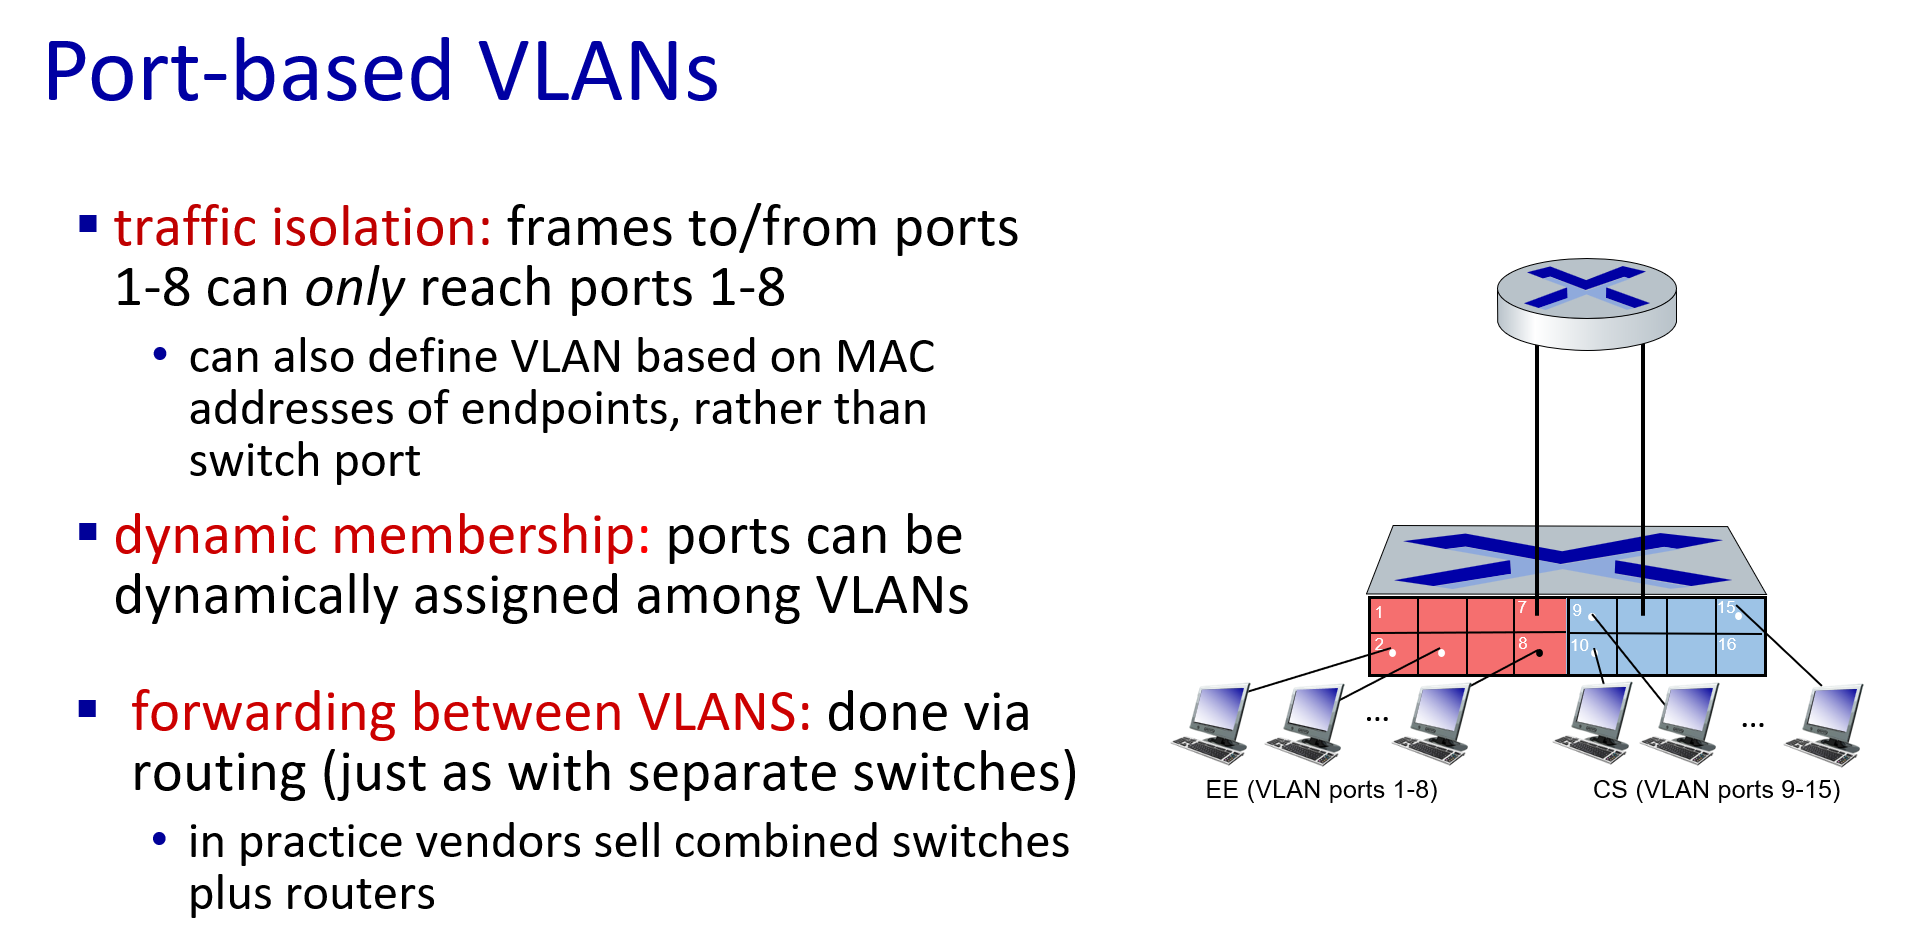 Port-based VLANs
traffic isolation: frames to/from ports
1-8 can only reach ports 1-8
can also define VLAN based on MAC
addresses of endpoints, rather than
switch port
dynamic membership: ports can be
dynamically assigned among VLANs
forwarding between VLANS: done via
routing (just as with separate switches)
in practice vendors sell combined switches
plus routers
1 7 9 15
2 8 10 16
... ...
EE (VLAN ports 1-8)
CS (VLAN ports 9-15)